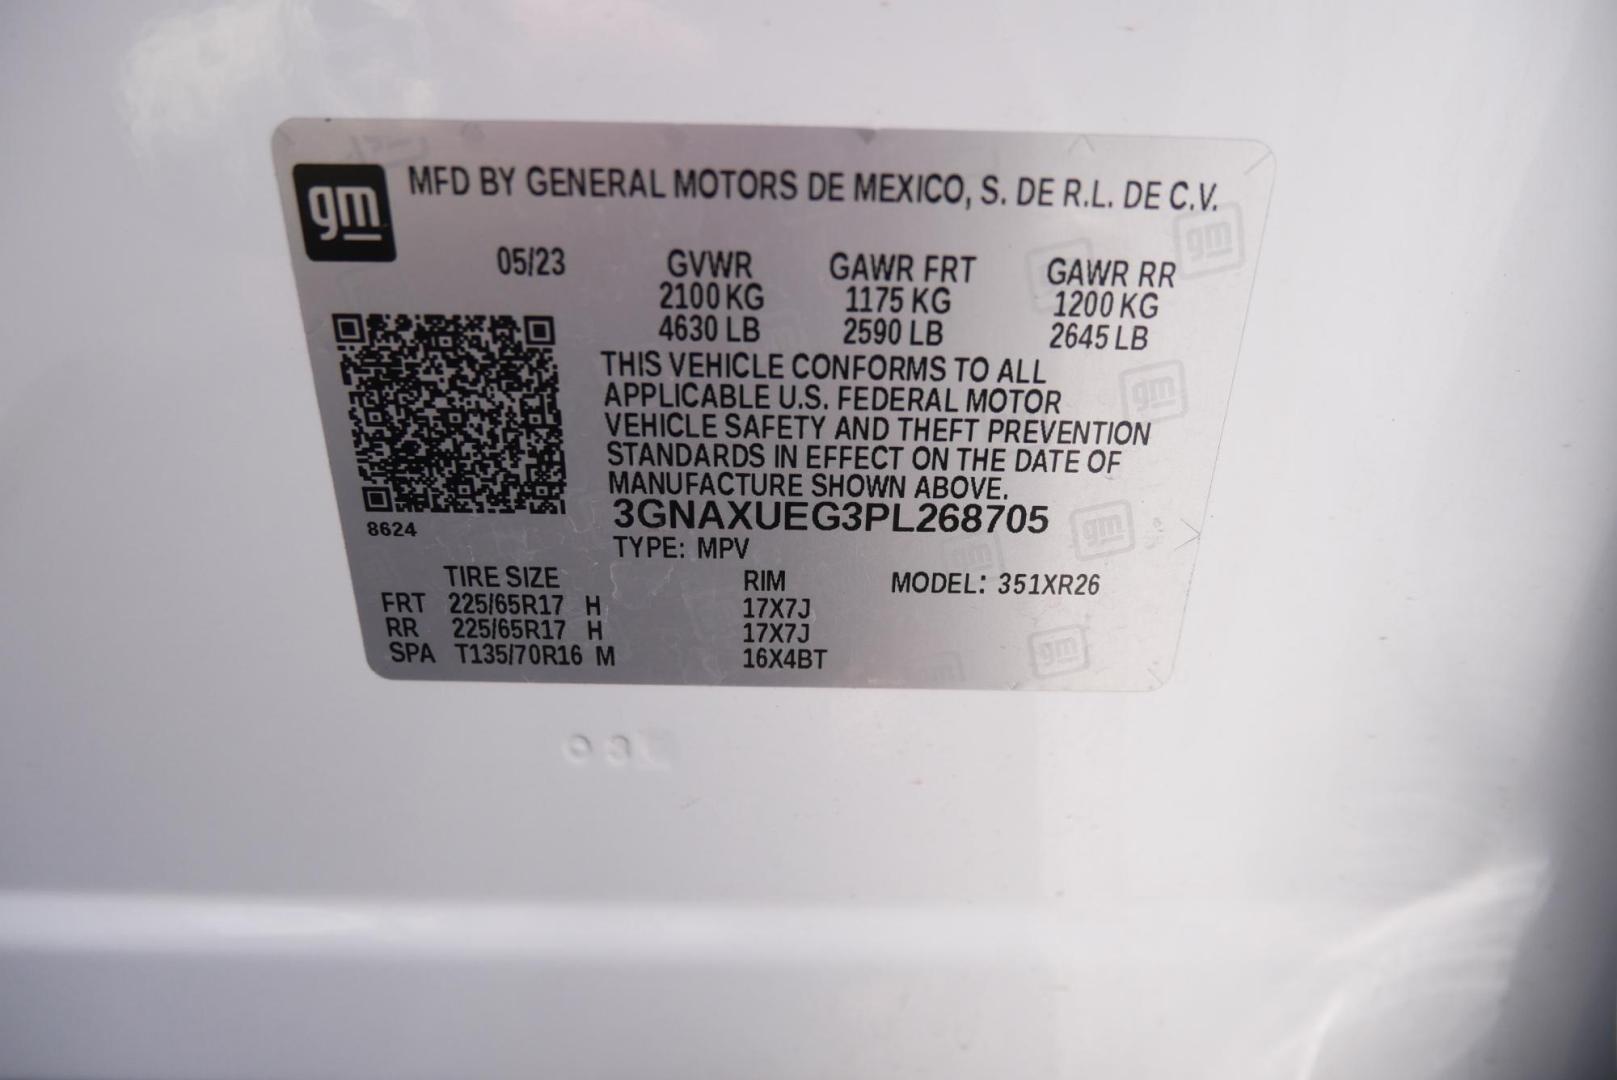 gm
MFD BY GENERAL MOTORS DE MEXICO, S. DE R.L. DE C.V.
05/23 GVWR GAWR FRT GAWR RR
2100 KG 1175 KG 1200 KG
4630 LB 2590 LB 2645 LB
THIS VEHICLE CONFORMS TO ALL
APPLICABLE U.S. FEDERAL MOTOR
VEHICLE SAFETY AND THEFT PREVENTION
STANDARDS IN EFFECT ON THE DATE OF
MANUFACTURE SHOWN ABOVE.
3GNAXUEG3PL268705
8624
TYPE: MPV
TIRE SIZE RIM MODEL: 351XR26
FRT 225/65R17 H 17X7J
RR 225/65R17 H 17X7J
SPA T135/70R16 M 16X4BT